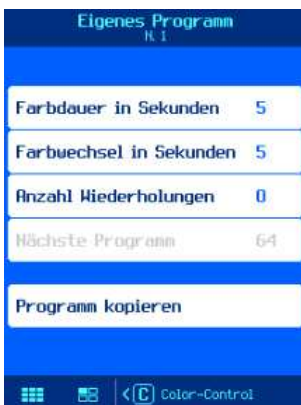 Eigenes Programm
N. 1
Farbdauer in Sekunden 5
Farbwechsel in Sekunden 5
Anzahl Wiederholungen 0
Nächste Programm 64
Programm kopieren
<C Color-Control